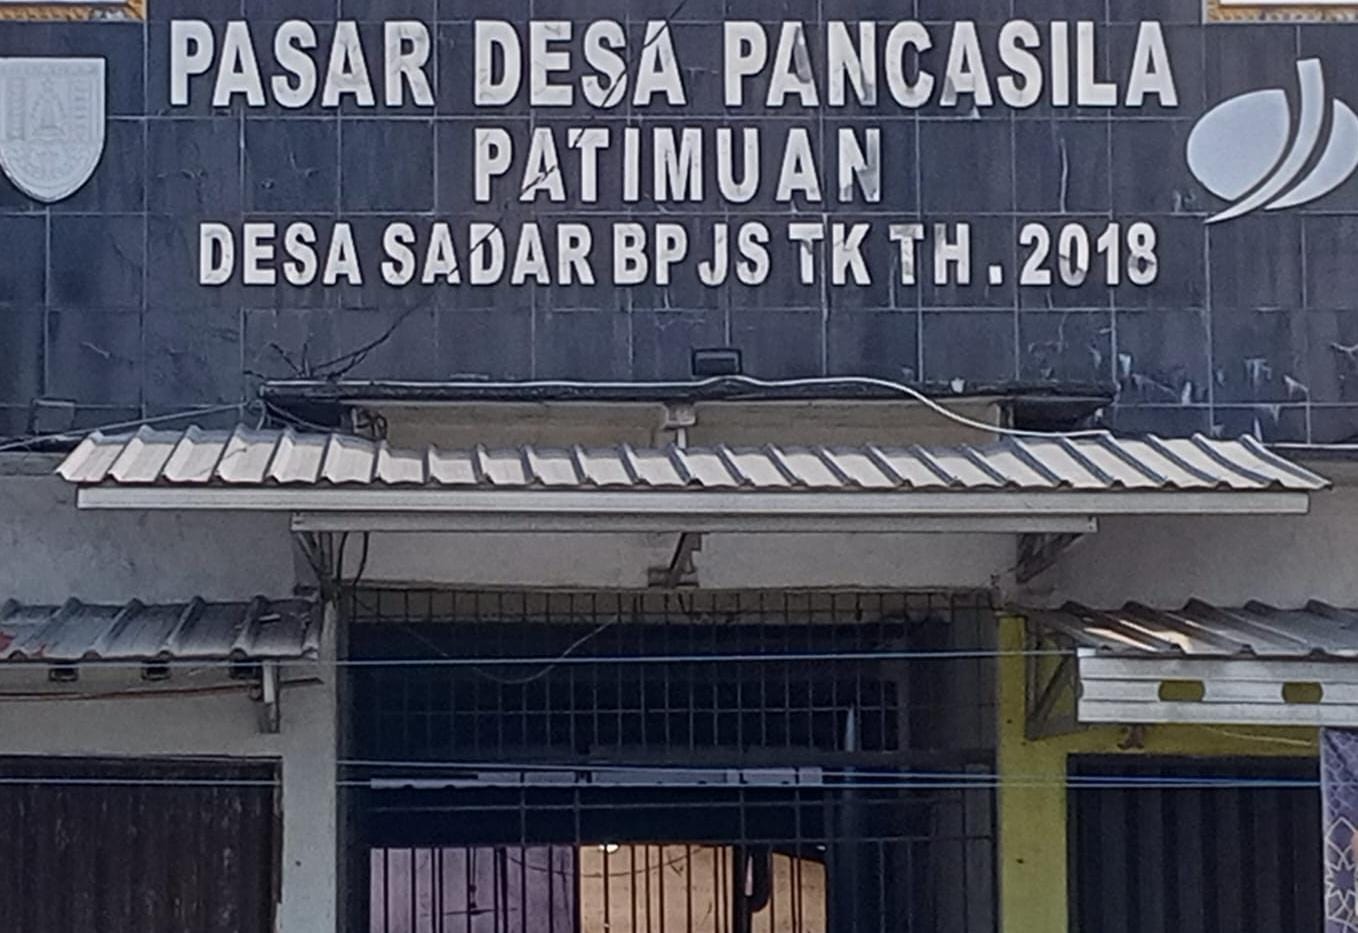 PASAR DESA PANCASILA
PATIMUAN
DESA SADAR BPJS TK TH. 2018